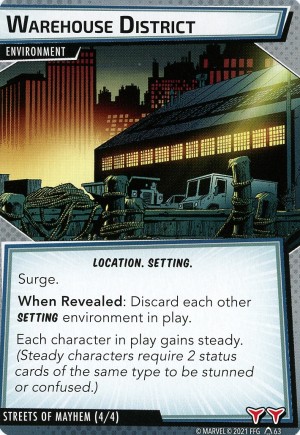 WAREHOUSE DISTRICT
ENVIRONMENT
LOCATION. SETTING.
Surge.
When Revealed: Discard each other
SETTING environment in play.
Each character in play gains steady.
(Steady characters require 2 status
cards of the same type to be stunned
or confused.)
STREETS OF MAYHEM (4/4)
© MARVEL © 2021 FFG 63